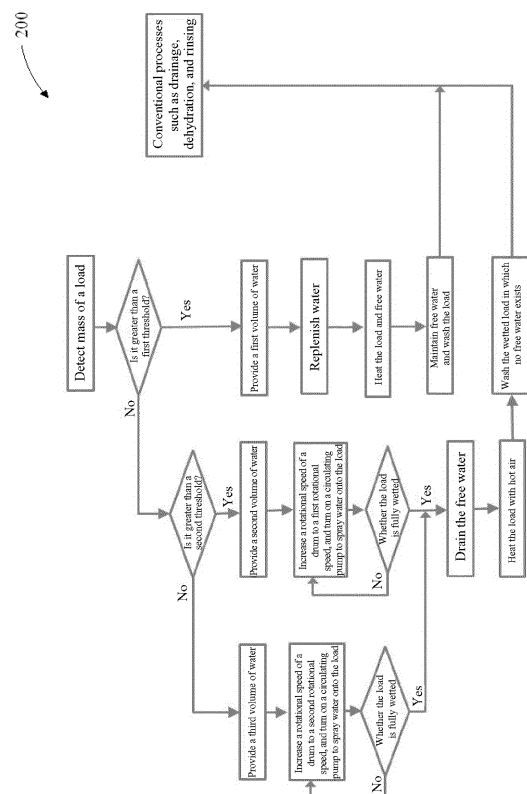 200
Detect mass of a load
Is it greater than a
first threshold?
Yes
No
Provide a first volume of water
Replenish water
Heat the load and free water
Maintain free water
and wash the load
Conventional processes
such as drainage,
dehydration, and rinsing
Is it greater than a
second threshold?
Yes
No
Provide a second volume of water
Increase a rotational speed of a
drum to a first rotational
speed, and turn on a circulating
pump to spray water onto the load
Whether the load
is fully wetted
No
Yes
Provide a third volume of water
Increase a rotational speed of a
drum to a second rotational
speed, and turn on a circulating
pump to spray water onto the load
Whether the load
is fully wetted
No
Yes
Drain the free water
Heat the load with hot air
Wash the wetted load in which
no free water exists